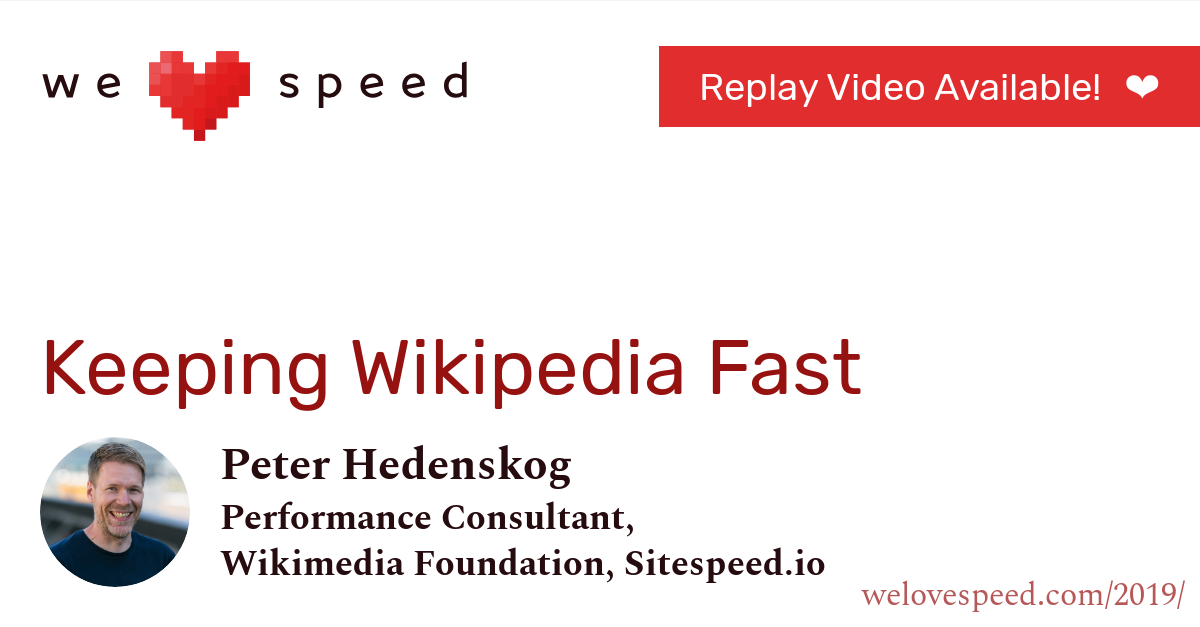 we speed
Replay Video Available! ❤
Keeping Wikipedia Fast
Peter Hedenskog
Performance Consultant,
Wikimedia Foundation, Sitespeed.io
welovespeed.com/2019/